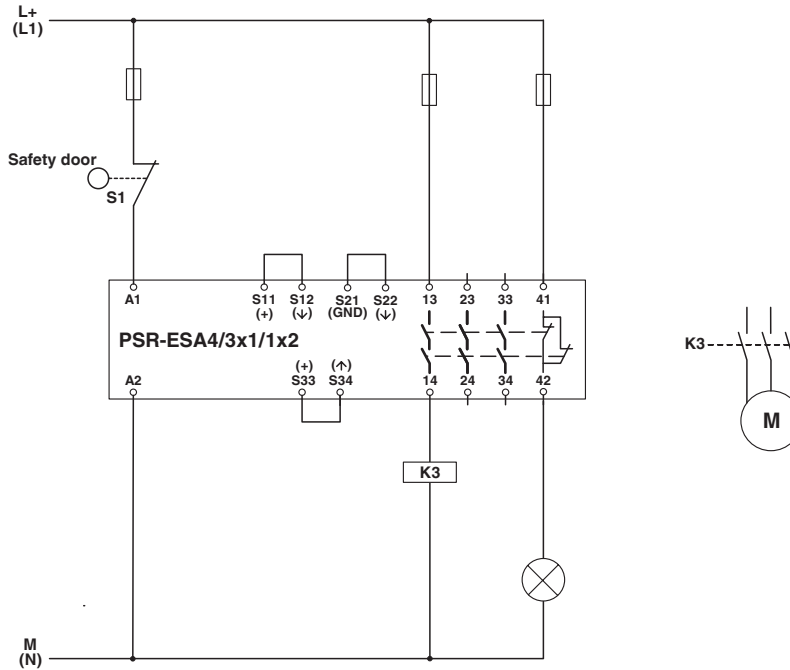 L+
(L1)
Safety door
S1
A1
S11
(+)
S12
(↓)
S21
(GND)
S22
(↓)
13
23
33
41
PSR-ESA4/3x1/1x2
A2
(+)
S33
(↑)
S34
14
24
34
42
K3
K3
M
M
(N)